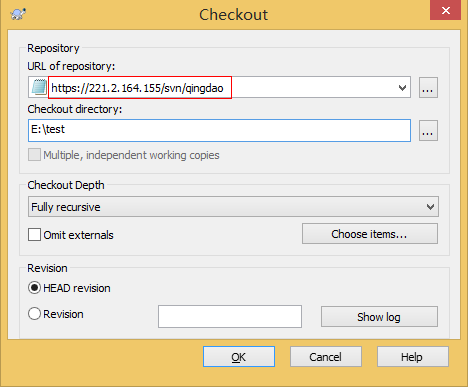 Checkout
Repository
URL of repository:
https://221.2.164.155/svn/qingdao
...
Checkout directory:
E:\test
...
Multiple, independent working copies
Checkout Depth
Fully recursive
Omit externals
Choose items...
Revision
HEAD revision
Revision
Show log
OK
Cancel
Help